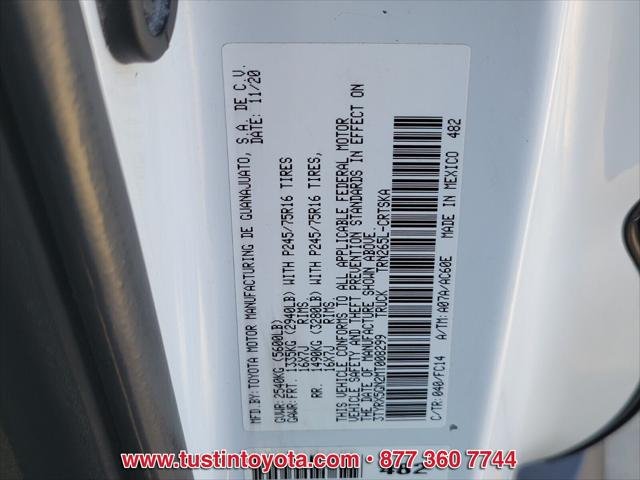 MFD.BY:TOYOTA MOTOR MANUFACTURING DE GUANAJUATO, S.A. DE C.V.
DATE: 11/20
GVWR:2540KG(5600LB)
GAWR:FRT. 1335KG(2940LB) WITH P245/75R16 TIRES
16X7J RIMS,
RR. 1490KG(3280LB) WITH P245/75R16 TIRES,
16X7J RIMS,
THIS VEHICLE CONFORMS TO ALL APPLICABLE FEDERAL MOTOR
VEHICLE SAFETY AND THEFT PREVENTION STANDARDS IN EFFECT ON
THE DATE OF MANUFACTURE SHOWN ABOVE.
TRUCK TRN265L-CRTSKA
C/TR:040/FC14 A/TM:A07A/AC60E MADE IN MEXICO 482
482
www.tustintoyota.com - 877 360 7744